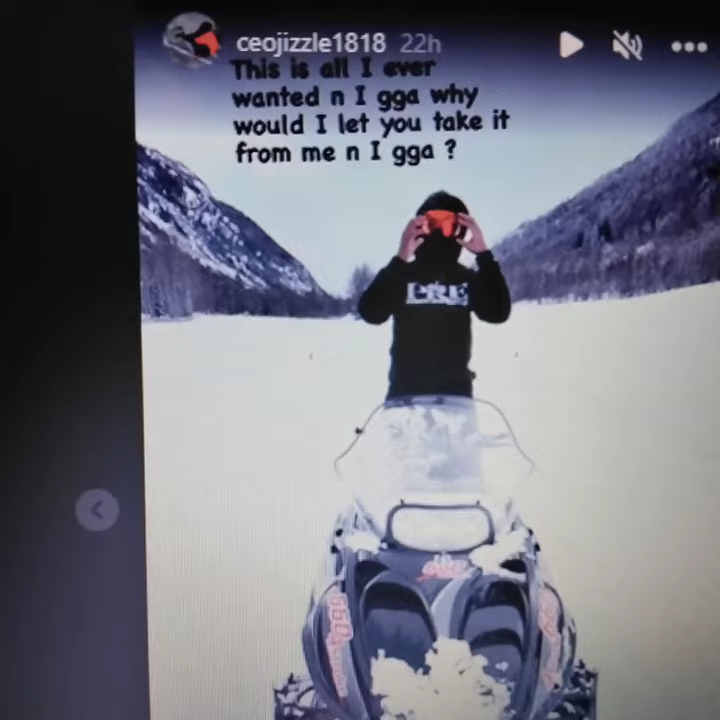 ceojizzle1818 22h
This is all I ever
wanted n I gga why
would I let you take it
from me n I gga ?